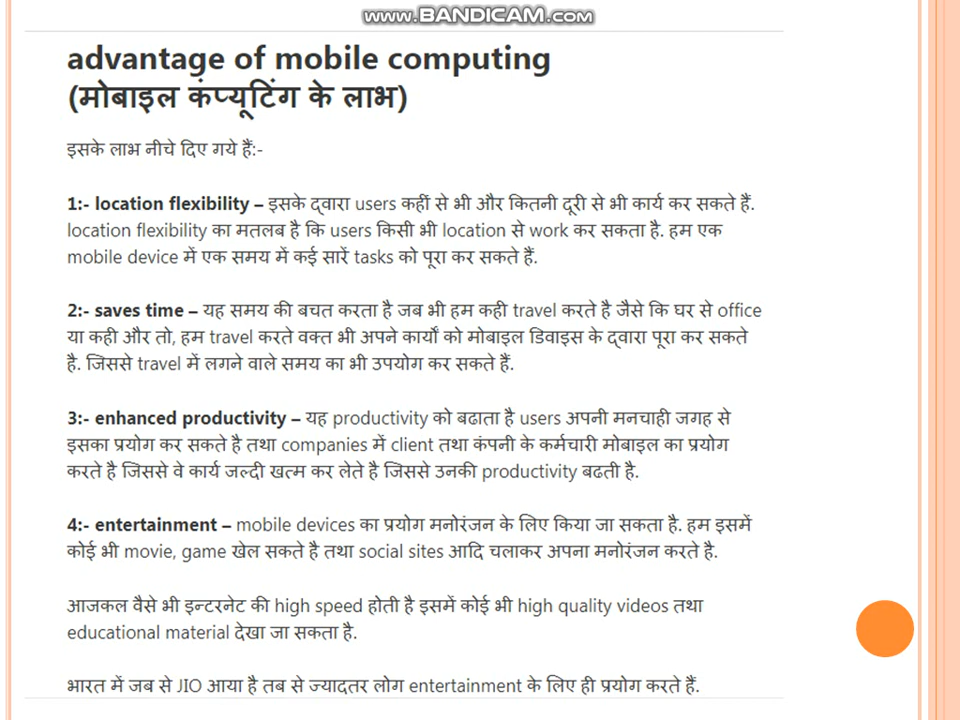 www.BANDICAM.com
advantage of mobile computing
(मोबाइल कंप्यूटिंग के लाभ)
इसके लाभ नीचे दिए गये हैं:-
1:- location flexibility – इसके द्वारा users कहीं से भी और कितनी दूरी से भी कार्य कर सकते हैं.
location flexibility का मतलब है कि users किसी भी location से work कर सकता है. हम एक
mobile device में एक समय में कई सारें tasks को पूरा कर सकते हैं.
2:- saves time – यह समय की बचत करता है जब भी हम कही travel करते है जैसे कि घर से office
या कही और तो, हम travel करते वक्त भी अपने कार्यों को मोबाइल डिवाइस के द्वारा पूरा कर सकते
है. जिससे travel में लगने वाले समय का भी उपयोग कर सकते हैं.
3:- enhanced productivity – यह productivity को बढाता है users अपनी मनचाही जगह से
इसका प्रयोग कर सकते है तथा companies में client तथा कंपनी के कर्मचारी मोबाइल का प्रयोग
करते है जिससे वे कार्य जल्दी खत्म कर लेते है जिससे उनकी productivity बढती है.
4:- entertainment – mobile devices का प्रयोग मनोरंजन के लिए किया जा सकता है. हम इसमें
कोई भी movie, game खेल सकते है तथा social sites आदि चलाकर अपना मनोरंजन करते है.
आजकल वैसे भी इन्टरनेट की high speed होती है इसमें कोई भी high quality videos तथा
educational material देखा जा सकता है.
भारत में जब से JIO आया है तब से ज्यादतर लोग entertainment के लिए ही प्रयोग करते हैं.